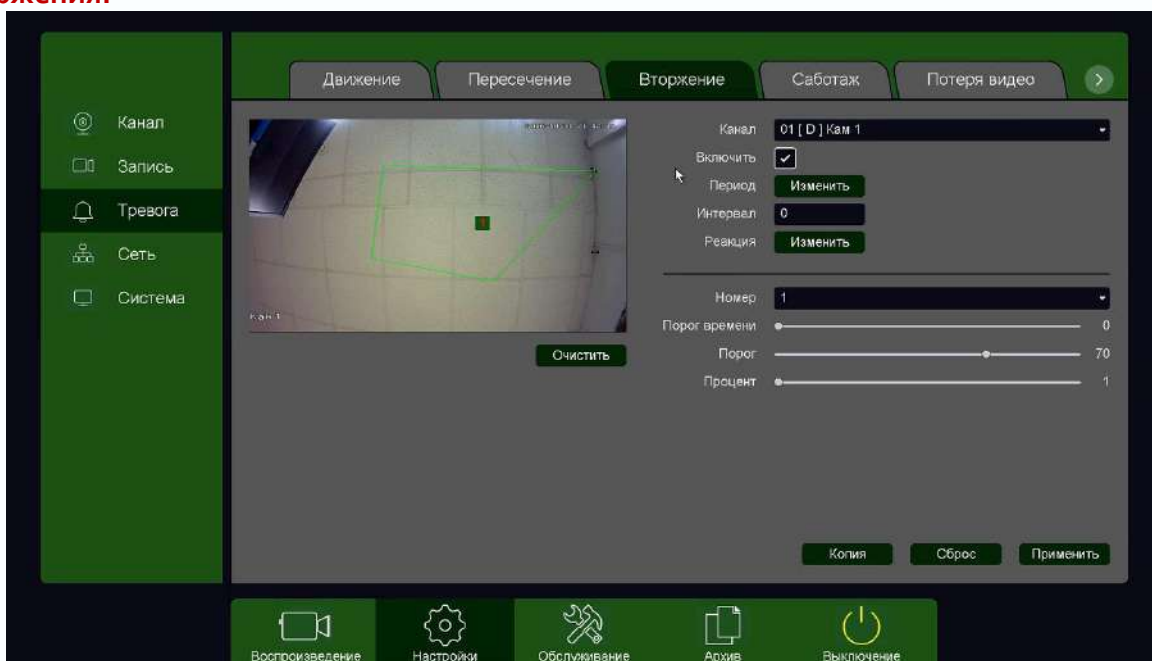 Движение Пересечение Вторжение Саботаж Потеря видео
Канал
Запись
Тревога
Сеть
Система
Кам 1
Очистить
Канал 01 [ D ] Кам 1
Включить
Период Изменить
Интервал 0
Реакция Изменить
Номер 1
Порог времени 0
Порог 70
Процент 1
Копия Сброс Применить
Воспроизведение Настройки Обслуживание Архив Выключение